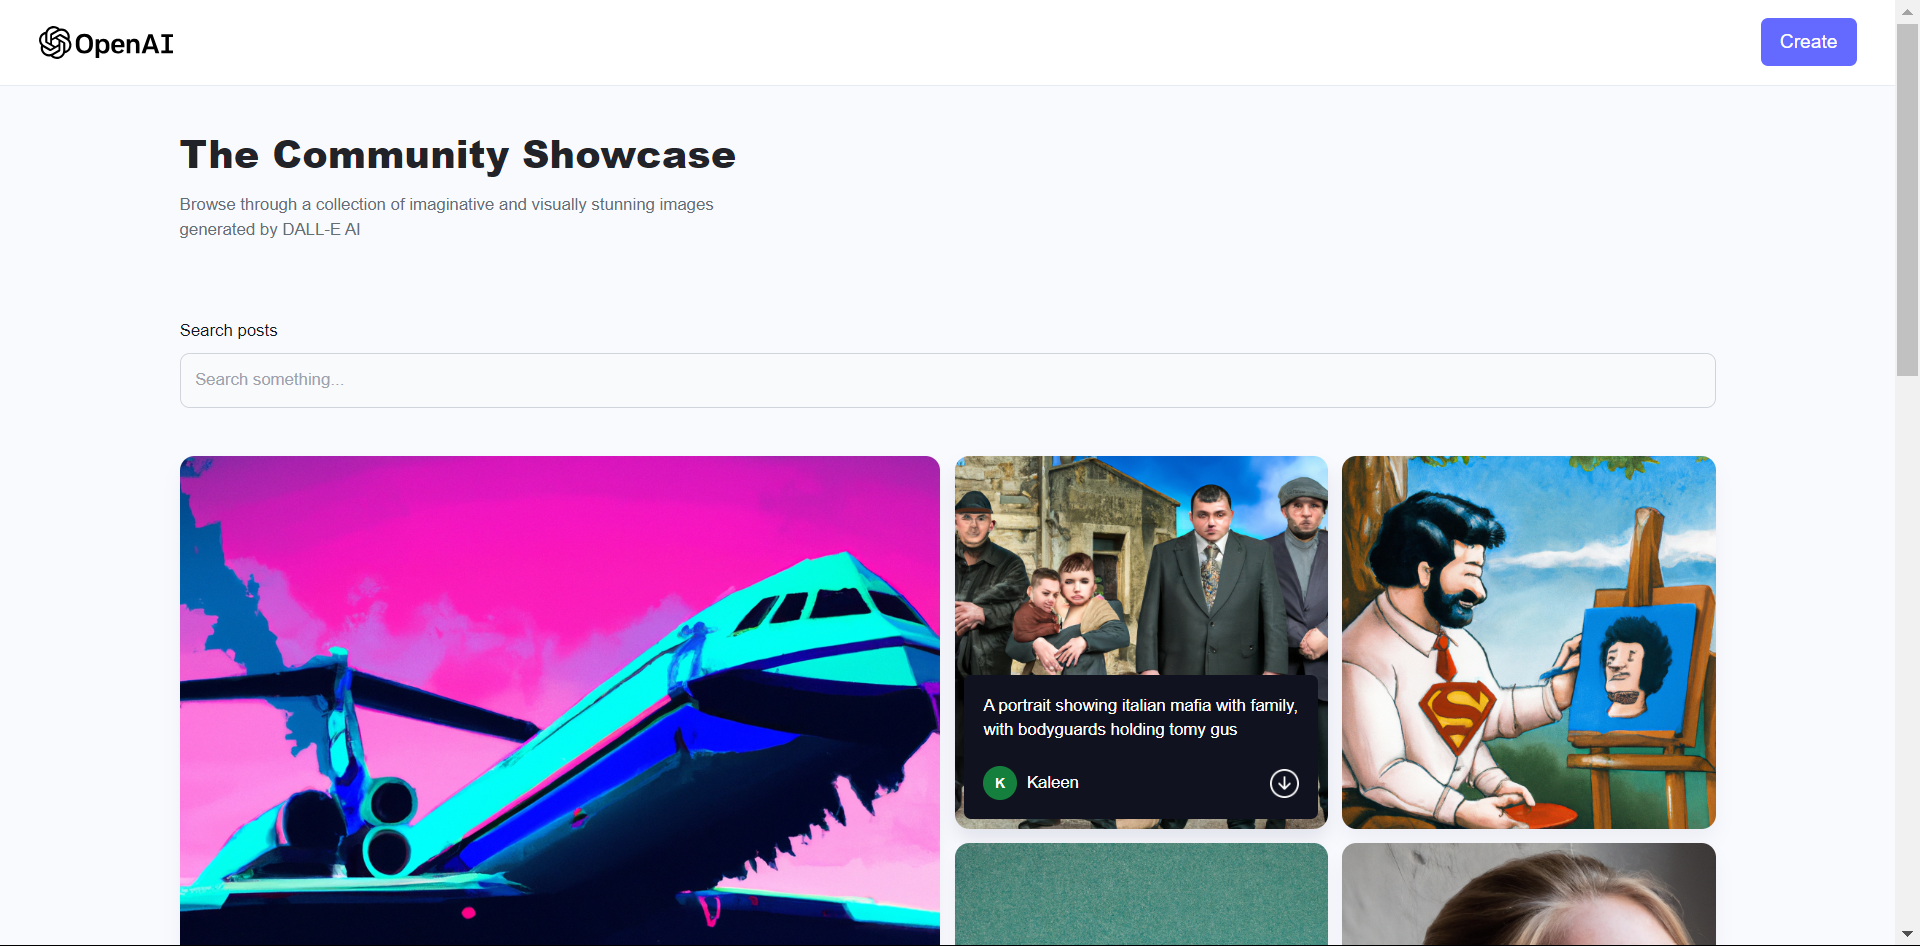 OpenAI
Create
The Community Showcase
Browse through a collection of imaginative and visually stunning images
generated by DALL-E AI
Search posts
Search something...
A portrait showing italian mafia with family,
with bodyguards holding tomy gus
K
Kaleen
S